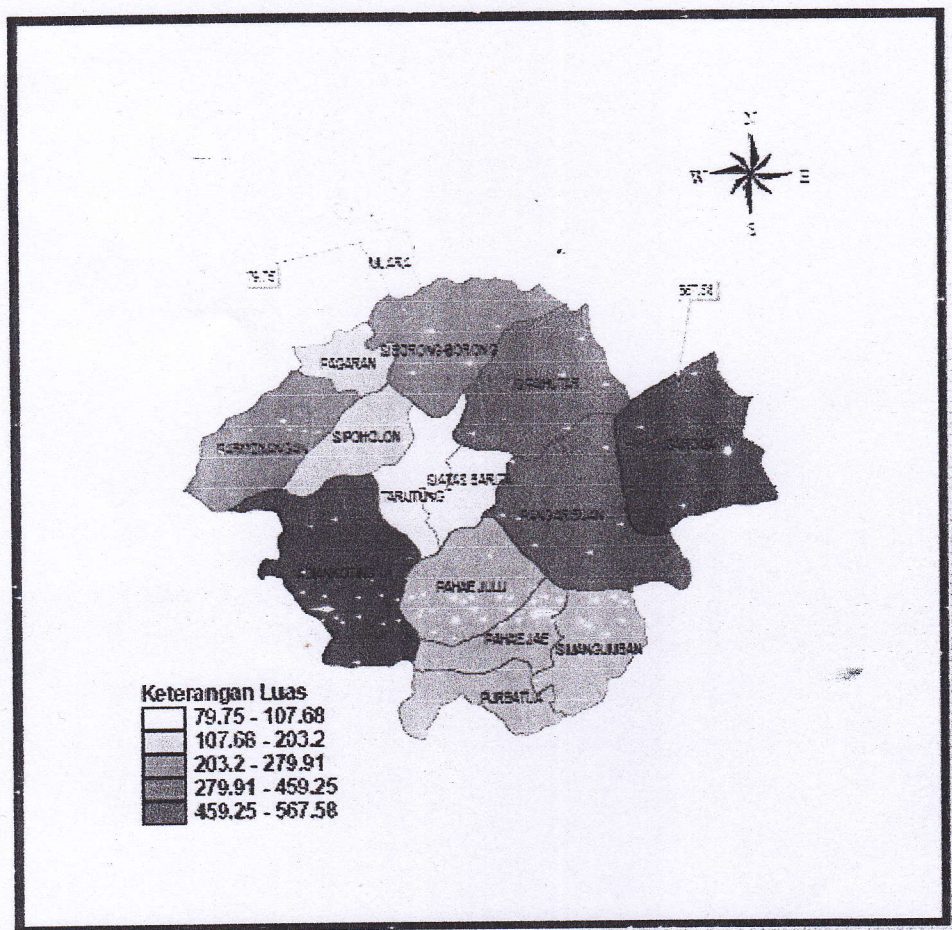 N
W E
S
79.75
MUARA
567.58
SIBORONG-BORONG
PAGARAN
SIPAHUTAR
SIPOHOLON
PARMONANGAN
SIATAS BARITA
TARUTUNG
PAHAE JULU
PAHAE JAE
SIMANGUMBAN
PURBATUA
Keterangan Luas
79.75 - 107.68
107.68 - 203.2
203.2 - 279.91
279.91 - 459.25
459.25 - 567.58